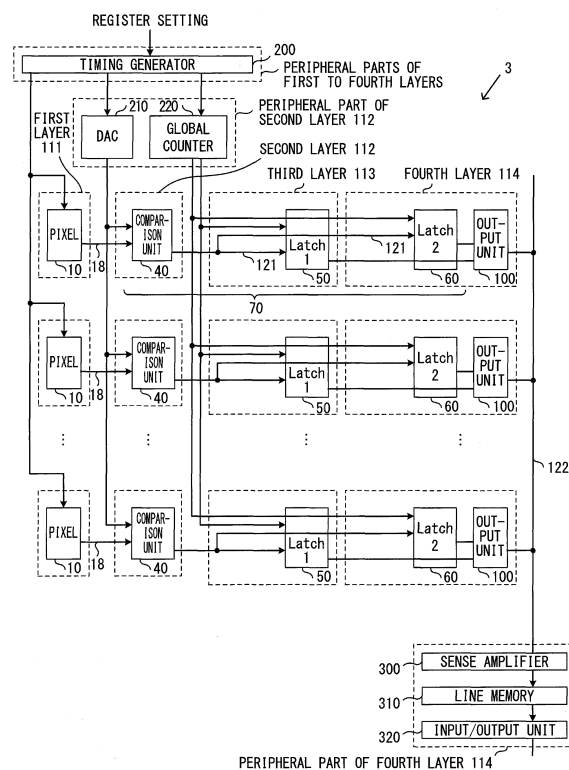 REGISTER SETTING
200
TIMING GENERATOR
PERIPHERAL PARTS OF
FIRST TO FOURTH LAYERS
3
210
220
PERIPHERAL PART OF
SECOND LAYER 112
FIRST
LAYER
111
DAC
GLOBAL
COUNTER
SECOND LAYER 112
THIRD LAYER 113
FOURTH LAYER 114
PIXEL
COMPAR-
ISON
UNIT
Latch
1
Latch
2
OUT-
PUT
UNIT
10
18
40
121
50
121
60
100
70
PIXEL
COMPAR-
ISON
UNIT
Latch
1
Latch
2
OUT-
PUT
UNIT
10
18
40
50
60
100
122
PIXEL
COMPAR-
ISON
UNIT
Latch
1
Latch
2
OUT-
PUT
UNIT
10
18
40
50
60
100
300
SENSE AMPLIFIER
310
LINE MEMORY
320
INPUT/OUTPUT UNIT
PERIPHERAL PART OF FOURTH LAYER 114